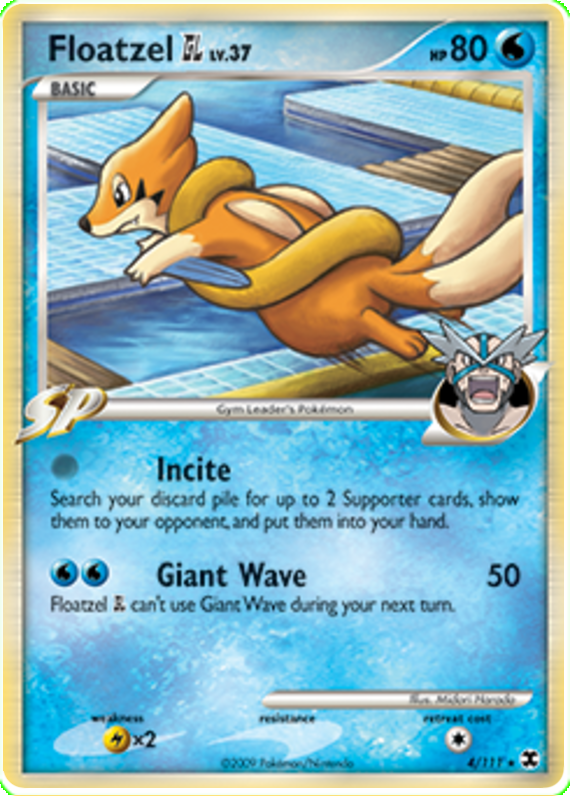 Floatzel GL LV.37 HP 80
BASIC
SP
Gym Leader's Pokémon
Incite
Search your discard pile for up to 2 Supporter cards, show
them to your opponent, and put them into your hand.
Giant Wave 50
Floatzel GL can't use Giant Wave during your next turn.
Illus. Midori Harada
weakness resistance retreat cost
×2
©2009 Pokémon/Nintendo 4/111 ★